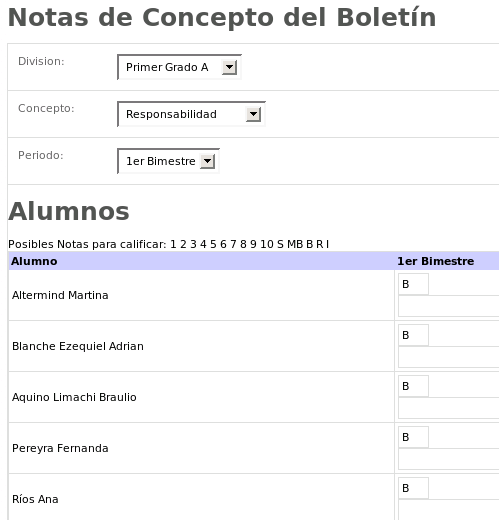 Notas de Concepto del Boletín
Division: Primer Grado A
Concepto: Responsabilidad
Periodo: 1er Bimestre
Alumnos
Posibles Notas para calificar: 1 2 3 4 5 6 7 8 9 10 S MB B R I
Alumno 1er Bimestre
Altermind Martina B
Blanche Ezequiel Adrian B
Aquino Limachi Braulio B
Pereyra Fernanda B
Ríos Ana B